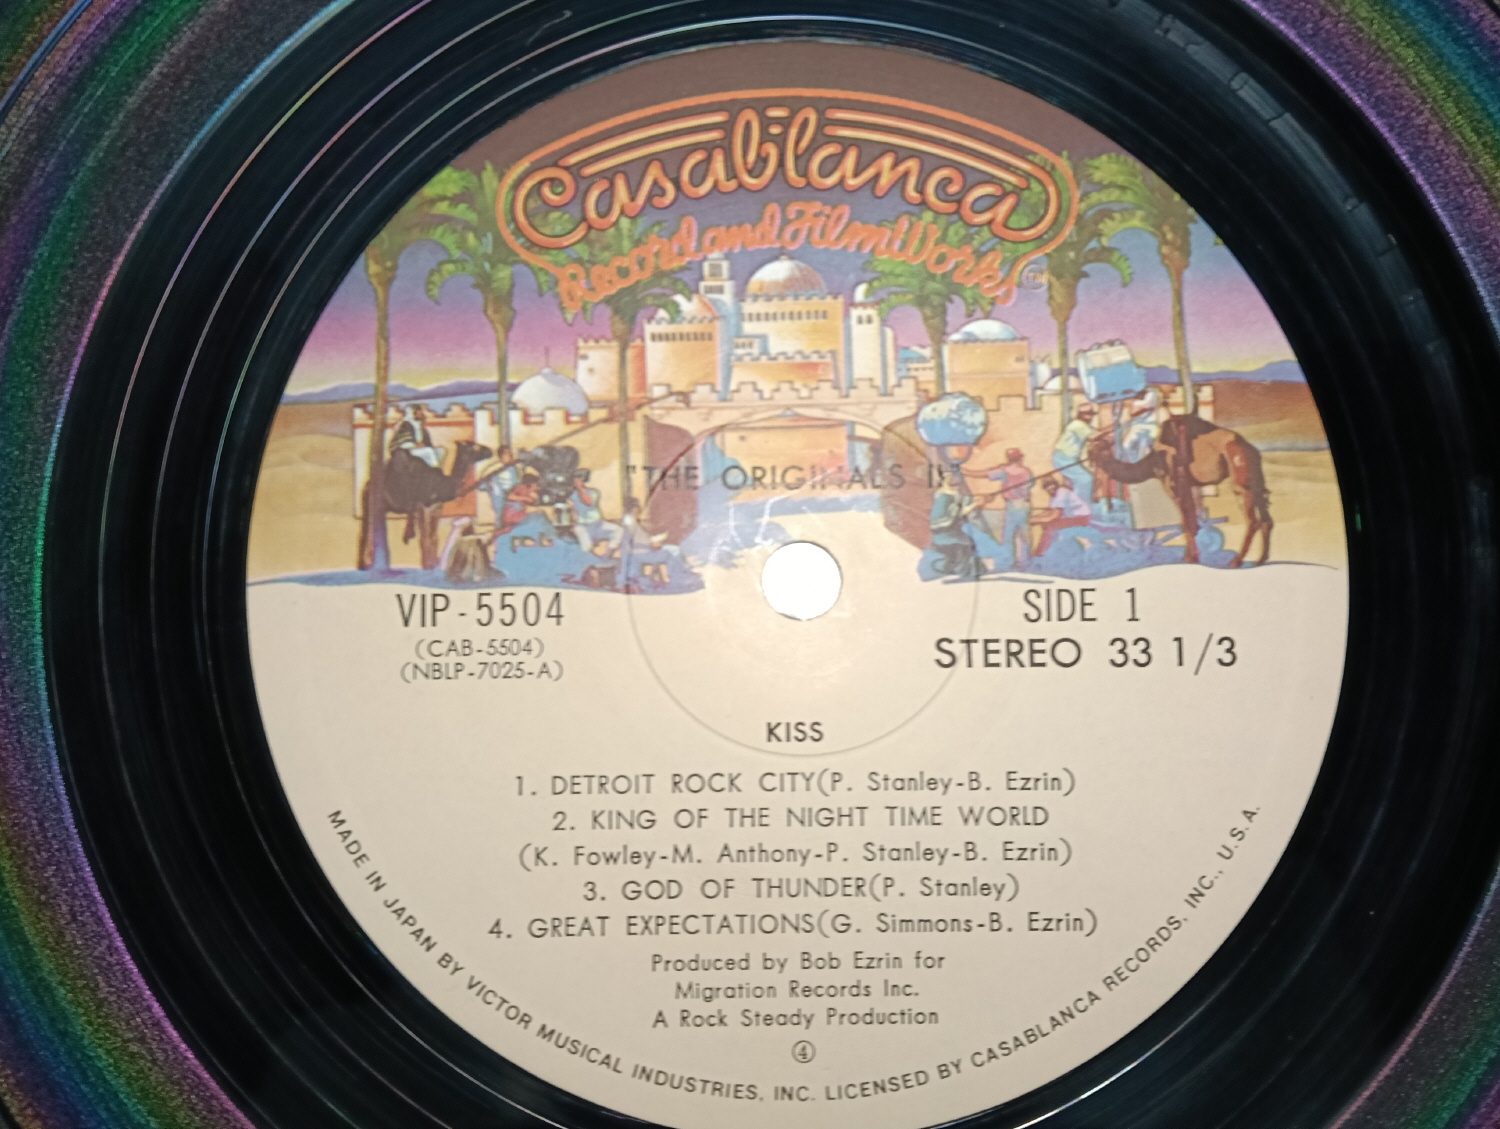 Casablanca
Record and FilmWorks
TM
"THE ORIGINALS II"
VIP-5504
(CAB-5504)
(NBLP-7025-A)
SIDE 1
STEREO 33 1/3
KISS
1. DETROIT ROCK CITY(P. Stanley-B. Ezrin)
2. KING OF THE NIGHT TIME WORLD
(K. Fowley-M. Anthony-P. Stanley-B. Ezrin)
3. GOD OF THUNDER(P. Stanley)
4. GREAT EXPECTATIONS(G. Simmons-B. Ezrin)
Produced by Bob Ezrin for
Migration Records Inc.
A Rock Steady Production
④
MADE IN JAPAN BY VICTOR MUSICAL INDUSTRIES, INC. LICENSED BY CASABLANCA RECORDS, INC., U.S.A.